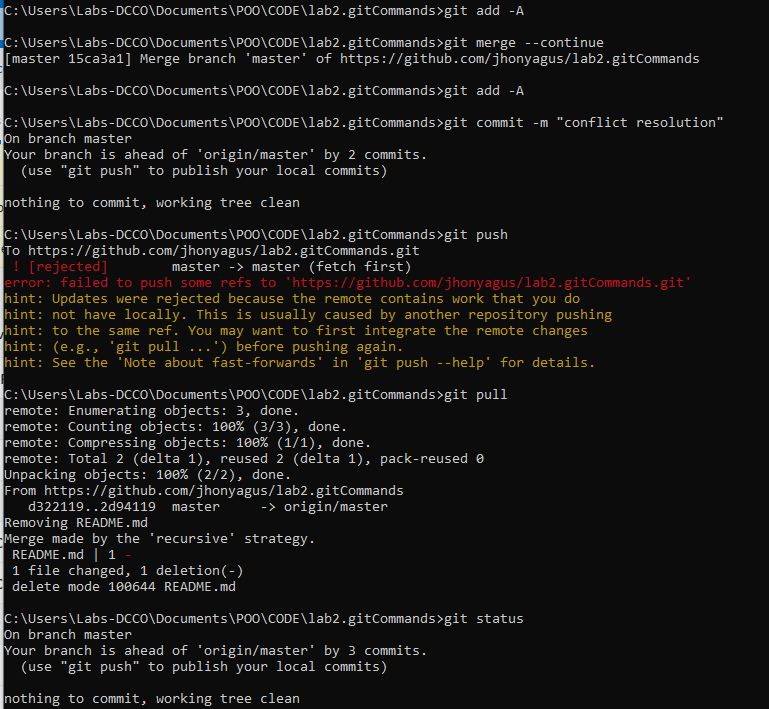 C:\Users\Labs-DCCO\Documents\POO\CODE\lab2.gitCommands>git add -A
C:\Users\Labs-DCCO\Documents\POO\CODE\lab2.gitCommands>git merge --continue
[master 15ca3a1] Merge branch 'master' of https://github.com/jhonyagus/lab2.gitCommands
C:\Users\Labs-DCCO\Documents\POO\CODE\lab2.gitCommands>git add -A
C:\Users\Labs-DCCO\Documents\POO\CODE\lab2.gitCommands>git commit -m "conflict resolution"
On branch master
Your branch is ahead of 'origin/master' by 2 commits.
  (use "git push" to publish your local commits)
nothing to commit, working tree clean
C:\Users\Labs-DCCO\Documents\POO\CODE\lab2.gitCommands>git push
To https://github.com/jhonyagus/lab2.gitCommands.git
 ! [rejected]        master -> master (fetch first)
error: failed to push some refs to 'https://github.com/jhonyagus/lab2.gitCommands.git'
hint: Updates were rejected because the remote contains work that you do
hint: not have locally. This is usually caused by another repository pushing
hint: to the same ref. You may want to first integrate the remote changes
hint: (e.g., 'git pull ...') before pushing again.
hint: See the 'Note about fast-forwards' in 'git push --help' for details.
C:\Users\Labs-DCCO\Documents\POO\CODE\lab2.gitCommands>git pull
remote: Enumerating objects: 3, done.
remote: Counting objects: 100% (3/3), done.
remote: Compressing objects: 100% (1/1), done.
remote: Total 2 (delta 1), reused 2 (delta 1), pack-reused 0
Unpacking objects: 100% (2/2), done.
From https://github.com/jhonyagus/lab2.gitCommands
   d322119..2d94119  master     -> origin/master
Removing README.md
Merge made by the 'recursive' strategy.
 README.md | 1 -
 1 file changed, 1 deletion(-)
 delete mode 100644 README.md
C:\Users\Labs-DCCO\Documents\POO\CODE\lab2.gitCommands>git status
On branch master
Your branch is ahead of 'origin/master' by 3 commits.
  (use "git push" to publish your local commits)
nothing to commit, working tree clean